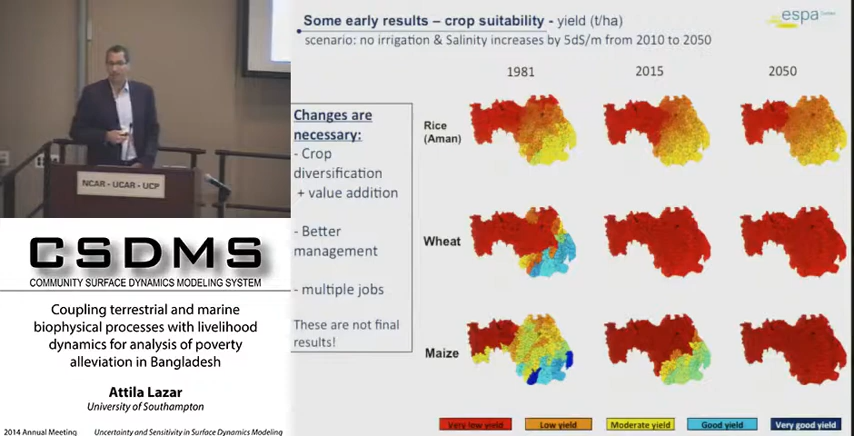 Some early results – crop suitability - yield (t/ha)
scenario: no irrigation & Salinity increases by 5dS/m from 2010 to 2050
espa
1981
2015
2050
Changes are
necessary:
- Crop
diversification
+ value addition
- Better
management
- multiple jobs
These are not final
results!
Rice
(Aman)
Wheat
Maize
Very low yield
Low yield
Moderate yield
Good yield
Very good yield
NCAR - UCAR - UCP
CSDMS
COMMUNITY SURFACE DYNAMICS MODELING SYSTEM
Coupling terrestrial and marine
biophysical processes with livelihood
dynamics for analysis of poverty
alleviation in Bangladesh
Attila Lazar
University of Southampton
2014 Annual Meeting
Uncertainty and Sensitivity in Surface Dynamics Modeling